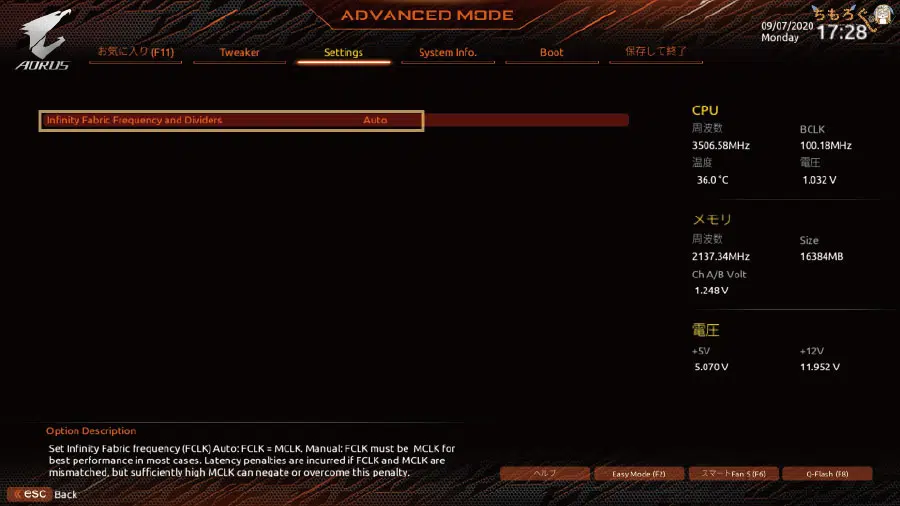 ADVANCED MODE
ちもろぐ
09/07/2020
Monday
17:28
AORUS
お気に入り (F11)
Tweaker
Settings
System Info.
Boot
保存して終了
Infinity Fabric Frequency and Dividers Auto
CPU
周波数 BCLK
3506.58MHz 100.18MHz
温度 電圧
36.0 °C 1.032 V
メモリ
周波数 Size
2137.34MHz 16384MB
Ch A/B Volt
1.248 V
電圧
+5V +12V
5.070 V 11.952 V
Option Description
Set Infinity Fabric frequency (FCLK) Auto: FCLK = MCLK. Manual: FCLK must be MCLK for
best performance in most cases. Latency penalties are incurred if FCLK and MCLK are
mismatched, but sufficiently high MCLK can negate or overcome this penalty.
ヘルプ
Easy Mode (F2)
スマートFan 5 (F6)
Q-Flash (F8)
esc Back